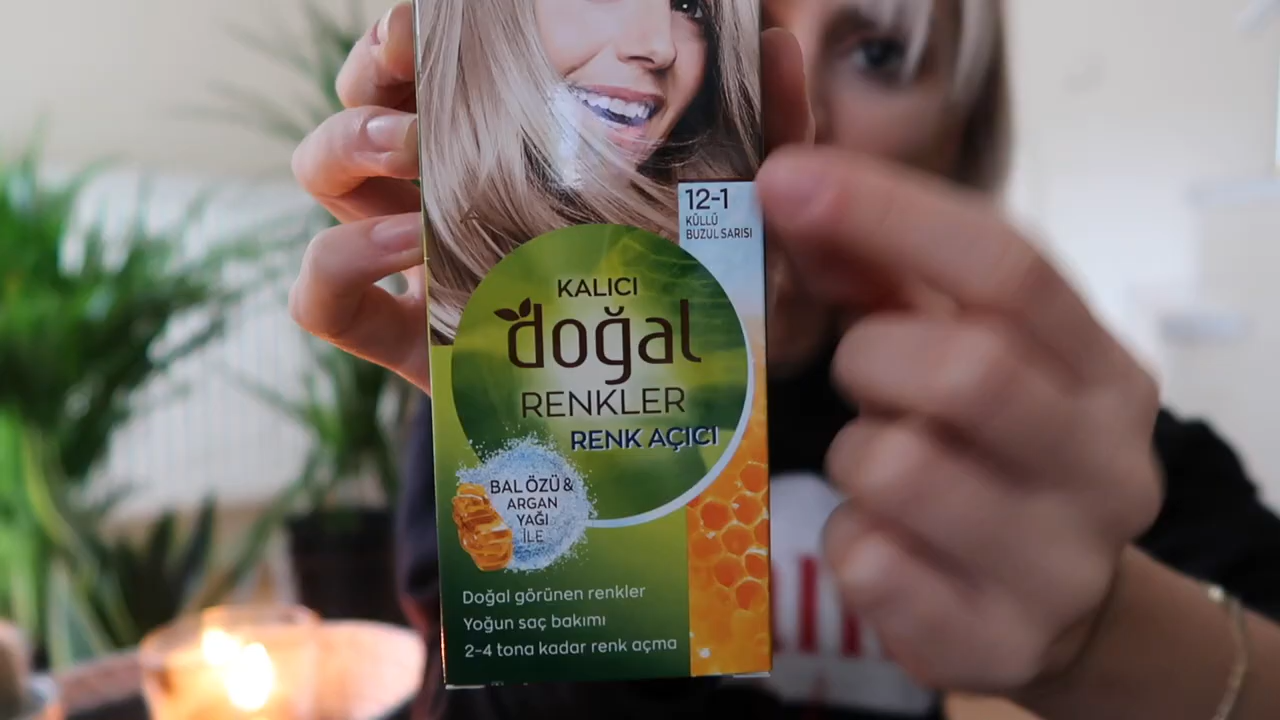 12-1
KÜLLÜ
BUZUL SARISI
KALICI
doğal
RENKLER
RENK AÇICI
BAL ÖZÜ &
ARGAN
YAĞI
İLE
Doğal görünen renkler
Yoğun saç bakımı
2-4 tona kadar renk açma